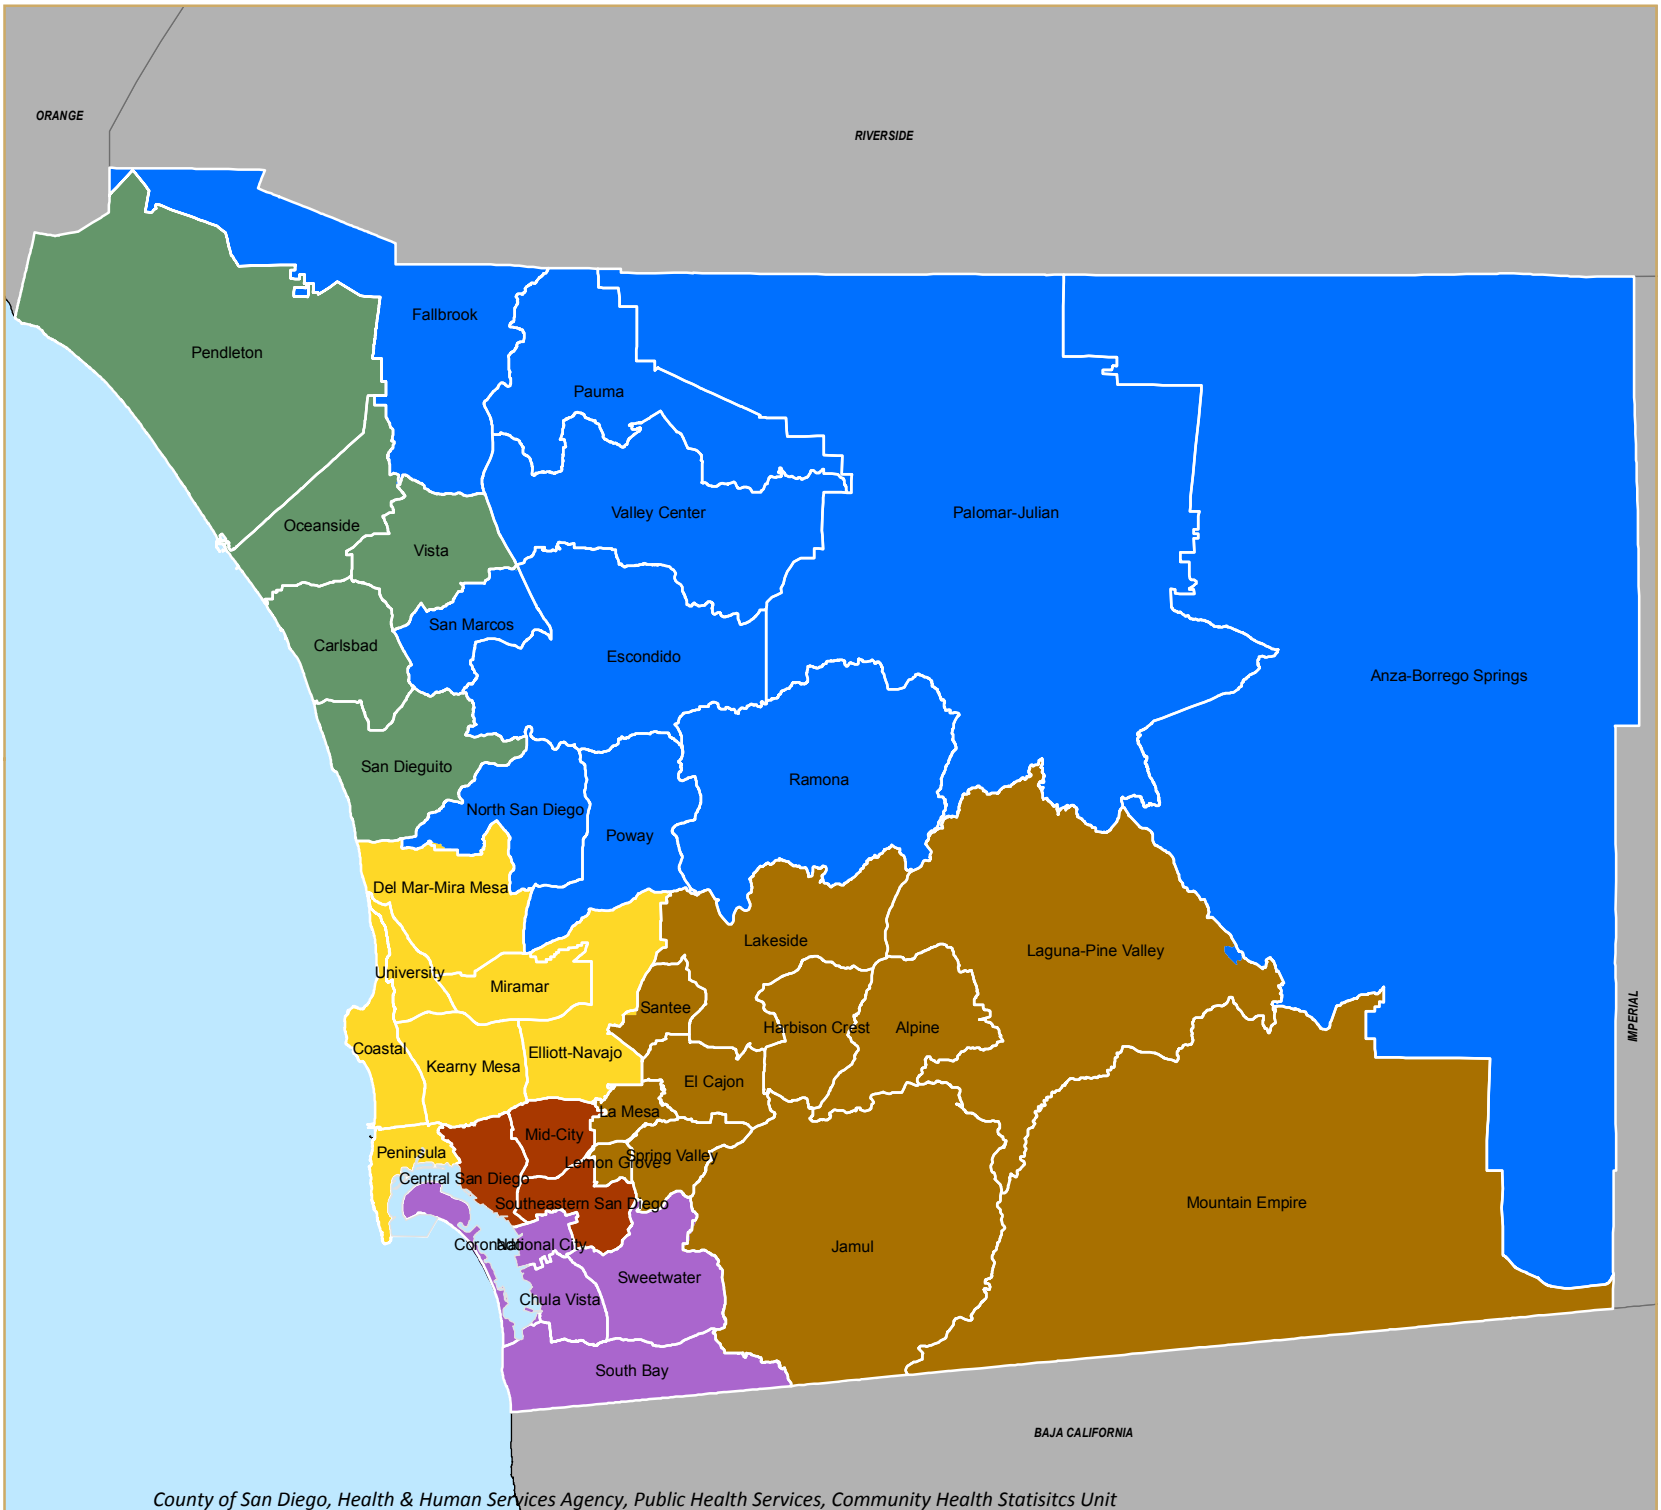 ORANGE
RIVERSIDE
Fallbrook
Pendleton
Pauma
Valley Center
Palomar-Julian
Oceanside
Vista
San Marcos
Carlsbad
Escondido
Anza-Borrego Springs
San Dieguito
Ramona
North San Diego
Poway
Del Mar-Mira Mesa
Lakeside
Laguna-Pine Valley
University
Miramar
Santee
Harbison Crest
Alpine
IMPERIAL
Coastal
Elliott-Navajo
Kearny Mesa
El Cajon
La Mesa
Mid-City
Peninsula
Lemon Grove
Spring Valley
Central San Diego
Southeastern San Diego
Mountain Empire
Coronado
National City
Jamul
Sweetwater
Chula Vista
South Bay
BAJA CALIFORNIA
County of San Diego, Health & Human Services Agency, Public Health Services, Community Health Statisitcs Unit